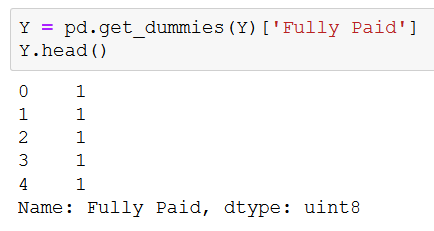 Y = pd.get_dummies(Y)['Fully Paid']
Y.head()
0    1
1    1
2    1
3    1
4    1
Name: Fully Paid, dtype: uint8